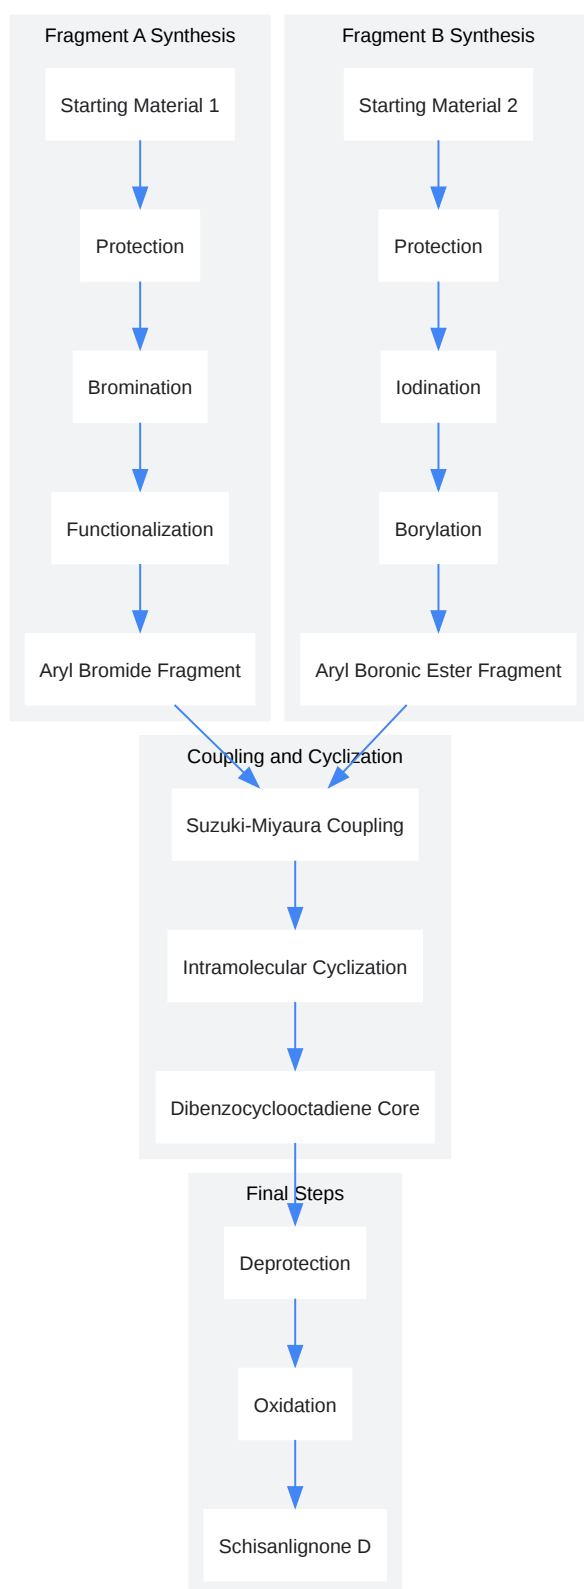 Fragment A Synthesis
Starting Material 1
Protection
Bromination
Functionalization
Aryl Bromide Fragment
Fragment B Synthesis
Starting Material 2
Protection
Iodination
Borylation
Aryl Boronic Ester Fragment
Coupling and Cyclization
Suzuki-Miyaura Coupling
Intramolecular Cyclization
Dibenzocyclooctadiene Core
Final Steps
Deprotection
Oxidation
Schisanlignone D